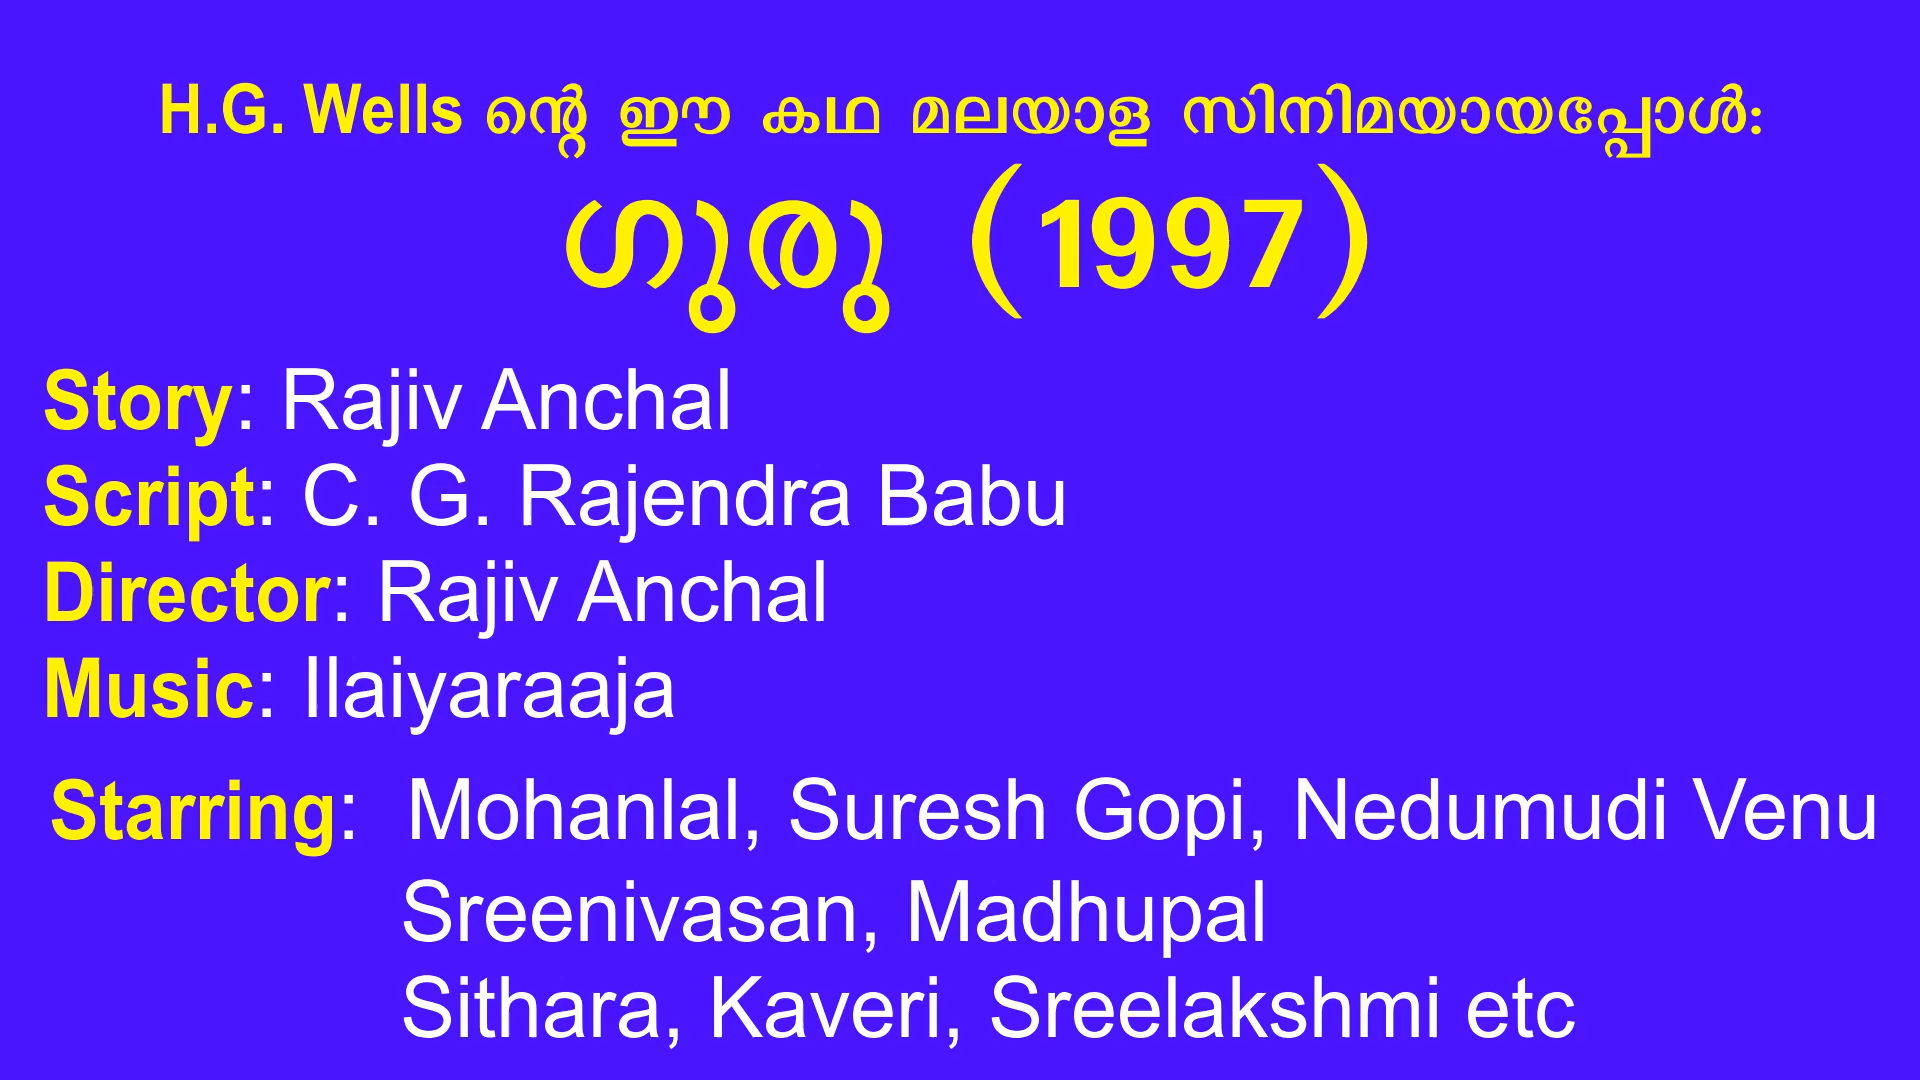 H.G. Wells ന്റെ ഈ കഥ മലയാള സിനിമയായപ്പോൾ:
ഗുരു (1997)
Story: Rajiv Anchal
Script: C. G. Rajendra Babu
Director: Rajiv Anchal
Music: Ilaiyaraaja
Starring: Mohanlal, Suresh Gopi, Nedumudi Venu
Sreenivasan, Madhupal
Sithara, Kaveri, Sreelakshmi etc